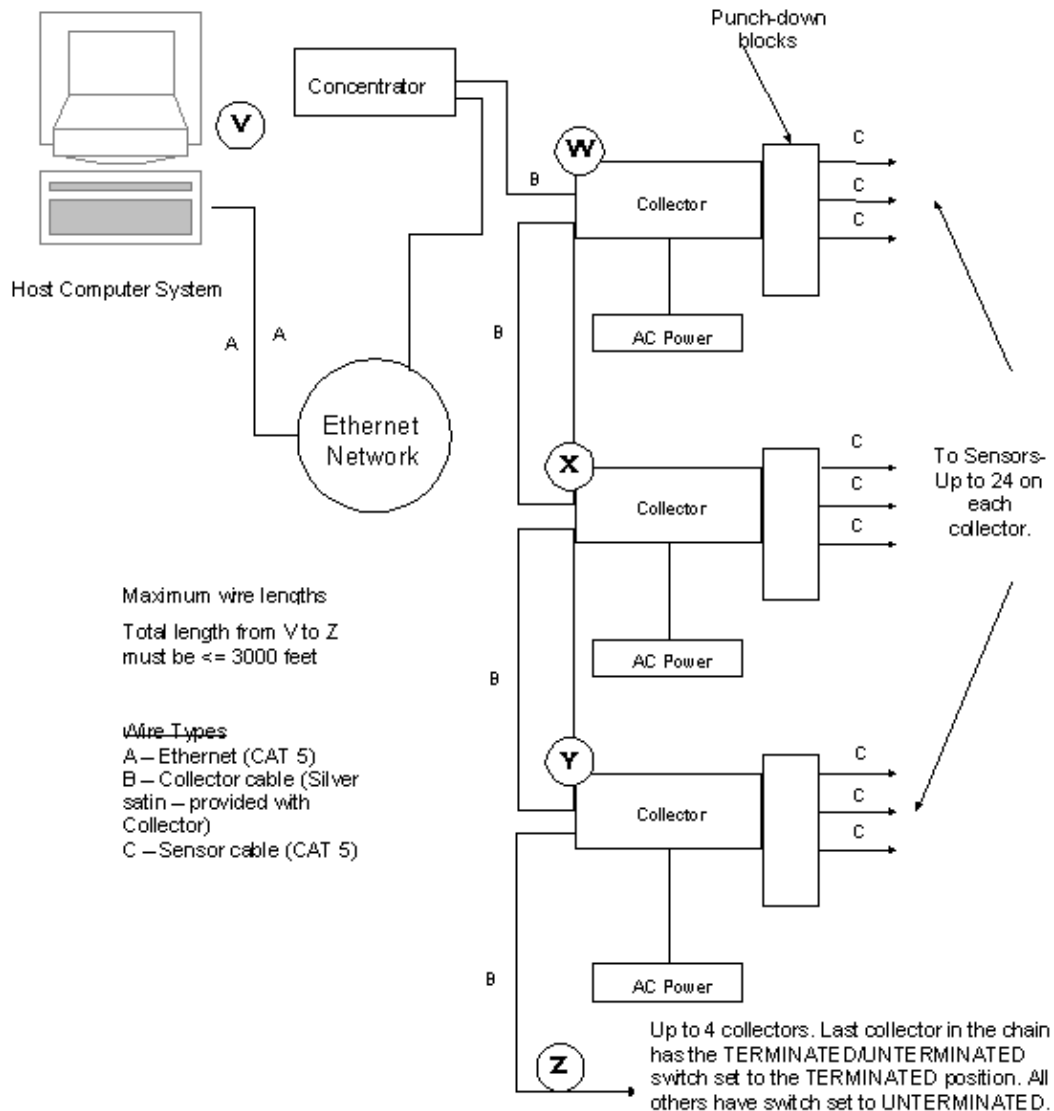 Punch-down
blocks
Concentrator
V
W
C
C
C
B
Collector
Host Computer System
AC Power
A
A
B
Ethernet
Network
X
C
C
C
Collector
To Sensors-
Up to 24 on
each
collector.
Maximum wire lengths
Total length from V to Z
must be <= 3000 feet
AC Power
B
Wire Types
A – Ethernet (CAT 5)
B – Collector cable (Silver
satin – provided with
Collector)
C – Sensor cable (CAT 5)
Y
C
C
C
Collector
B
AC Power
Z
Up to 4 collectors. Last collector in the chain
has the TERMINATED/UNTERMINATED
switch set to the TERMINATED position. All
others have switch set to UNTERMINATED.